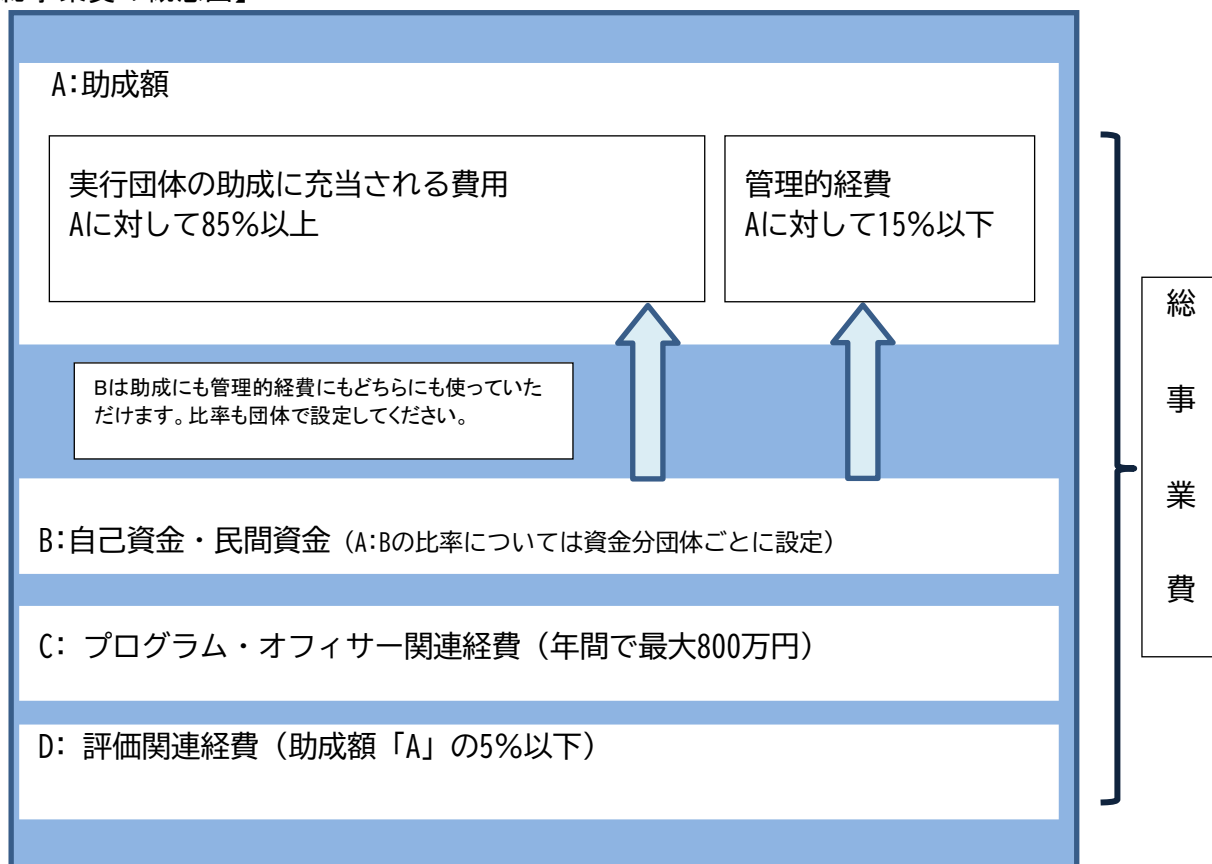 A:助成額
実行団体の助成に充当される費用
Aに対して85%以上
管理的経費
Aに対して15%以下
Bは助成にも管理的経費にもどちらにも使っていた
だけます。比率も団体で設定してください。
B:自己資金・民間資金（A:Bの比率については資金分団体ごとに設定）
C: プログラム・オフィサー関連経費（年間で最大800万円）
D: 評価関連経費（助成額「A」の5%以下）
総
事
業
費